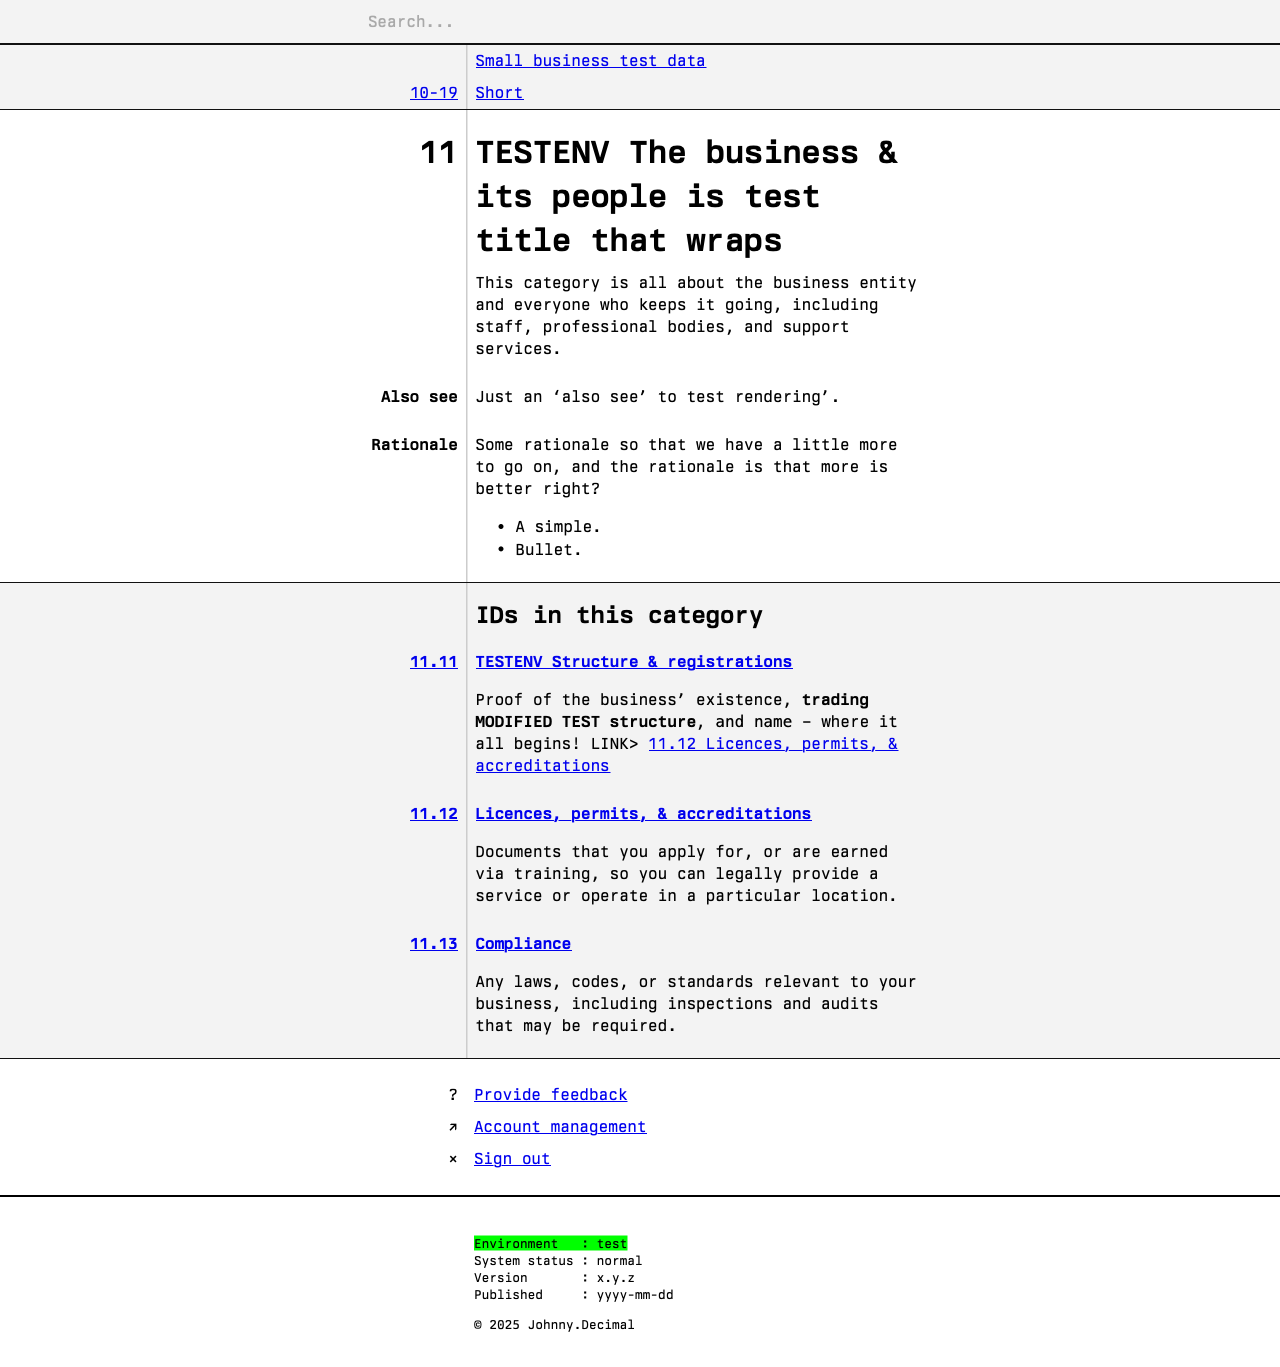 Search...
Small business test data
10-19 Short
11 TESTENV The business &
its people is test
title that wraps
This category is all about the business entity
and everyone who keeps it going, including
staff, professional bodies, and support
services.
Also see Just an ‘also see’ to test rendering’.
Rationale Some rationale so that we have a little more
to go on, and the rationale is that more is
better right?
• A simple.
• Bullet.
IDs in this category
11.11 TESTENV Structure & registrations
Proof of the business’ existence, trading
MODIFIED TEST structure, and name – where it
all begins! LINK> 11.12 Licences, permits, &
accreditations
11.12 Licences, permits, & accreditations
Documents that you apply for, or are earned
via training, so you can legally provide a
service or operate in a particular location.
11.13 Compliance
Any laws, codes, or standards relevant to your
business, including inspections and audits
that may be required.
? Provide feedback
↗ Account management
× Sign out
Environment : test
System status : normal
Version : x.y.z
Published : yyyy-mm-dd
© 2025 Johnny.Decimal